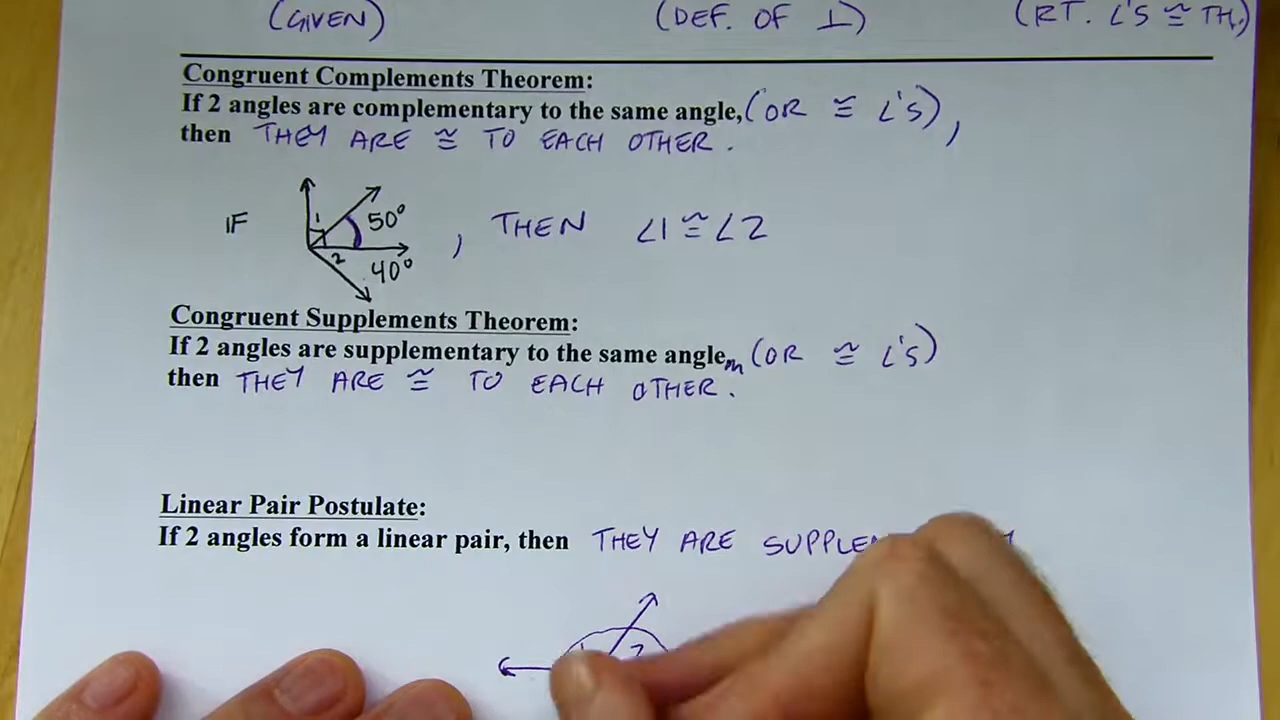 (GIVEN) (DEF. OF ⊥) (RT. ∠'S ≅ TH.)
Congruent Complements Theorem:
If 2 angles are complementary to the same angle, (OR ≅ ∠'S),
then THEY ARE ≅ TO EACH OTHER.
IF 1 50° 2 40° , THEN ∠1 ≅ ∠2
Congruent Supplements Theorem:
If 2 angles are supplementary to the same anglem (OR ≅ ∠'S)
then THEY ARE ≅ TO EACH OTHER.
Linear Pair Postulate:
If 2 angles form a linear pair, then THEY ARE
2